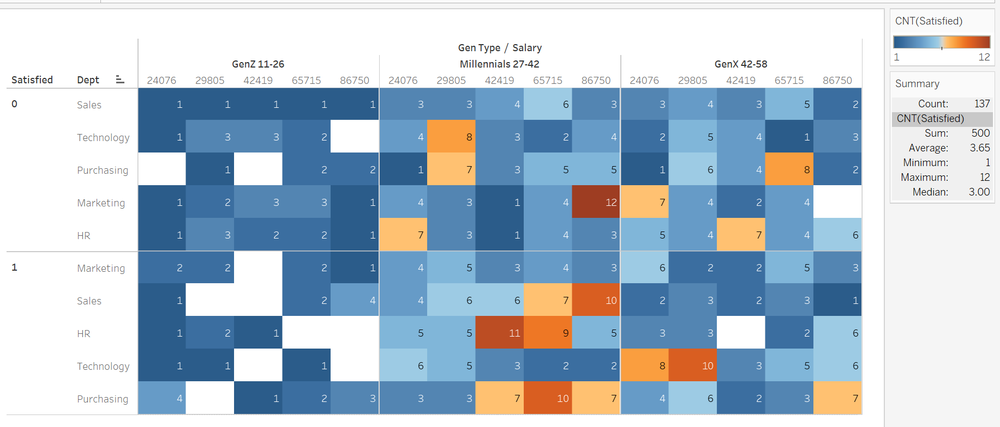 Gen Type / Salary
GenZ 11-26 Millennials 27-42 GenX 42-58
Satisfied Dept 24076 29805 42419 65715 86750 24076 29805 42419 65715 86750 24076 29805 42419 65715 86750
0 Sales 1 1 1 1 1 3 3 4 6 3 3 4 3 5 2
Technology 1 3 3 2 4 8 3 2 4 2 5 4 1 3
Purchasing 1 2 2 1 7 3 5 5 1 6 4 8 2
Marketing 1 2 3 3 1 4 3 1 4 12 7 4 2 4
HR 1 3 2 2 1 7 3 1 4 3 5 4 7 4 6
1 Marketing 2 2 2 1 4 5 3 4 3 6 2 2 5 3
Sales 1 2 4 4 6 6 7 10 2 3 2 3 1
HR 1 2 1 5 5 11 9 5 3 3 2 6
Technology 1 1 1 6 5 3 2 2 8 10 3 5 6
Purchasing 4 1 2 3 3 3 7 10 7 4 6 2 3 7
CNT(Satisfied)
1 12
Summary
Count: 137
CNT(Satisfied)
Sum: 500
Average: 3.65
Minimum: 1
Maximum: 12
Median: 3.00